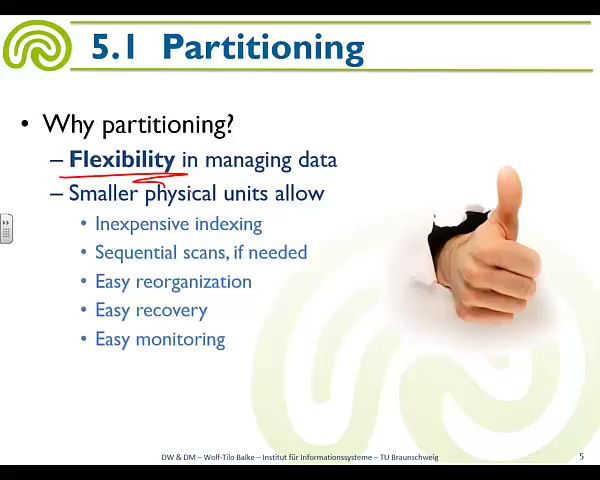 5.1 Partitioning
• Why partitioning?
– Flexibility in managing data
– Smaller physical units allow
• Inexpensive indexing
• Sequential scans, if needed
• Easy reorganization
• Easy recovery
• Easy monitoring
DW & DM – Wolf-Tilo Balke – Institut für Informationssysteme – TU Braunschweig
5